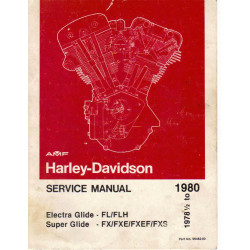 AMF
Harley-Davidson
SERVICE MANUAL
1978½ to 1980
Electra Glide - FL/FLH
Super Glide - FX/FXE/FXEF/FXS